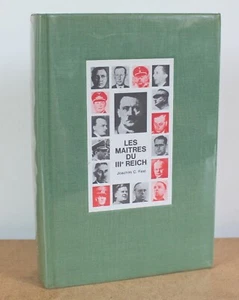 LES
MAITRES
DU
IIIᵉ REICH
Joachim C. Fest